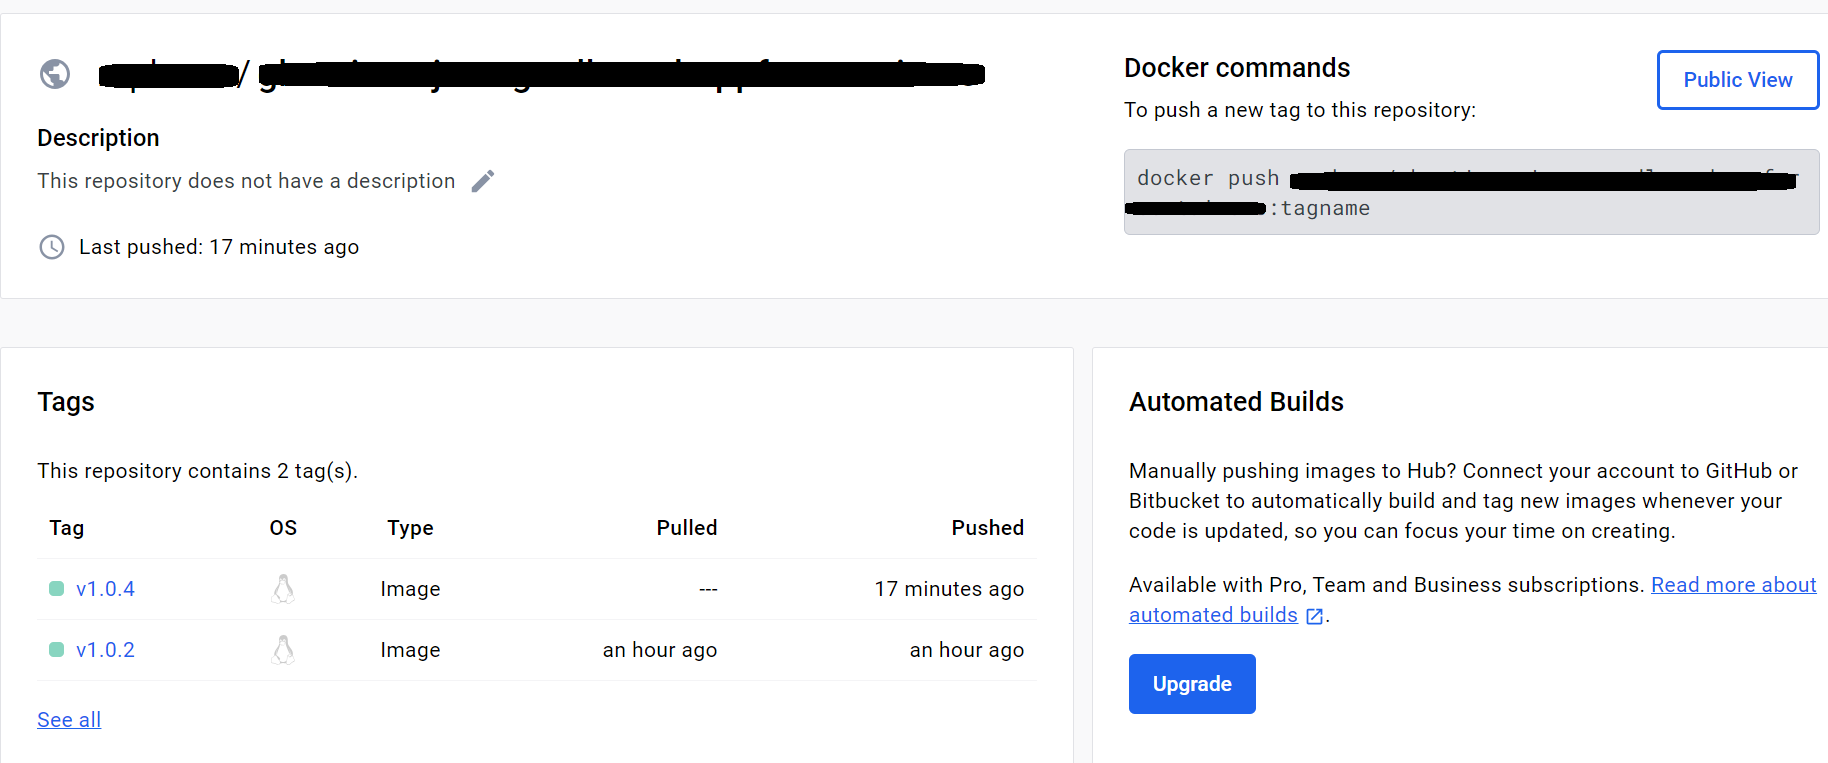 /
Description
This repository does not have a description
Last pushed: 17 minutes ago
Docker commands
Public View
To push a new tag to this repository:
docker push
:tagname
Tags
This repository contains 2 tag(s).
Tag OS Type Pulled Pushed
v1.0.4 Image --- 17 minutes ago
v1.0.2 Image an hour ago an hour ago
See all
Automated Builds
Manually pushing images to Hub? Connect your account to GitHub or
Bitbucket to automatically build and tag new images whenever your
code is updated, so you can focus your time on creating.
Available with Pro, Team and Business subscriptions. Read more about
automated builds.
Upgrade